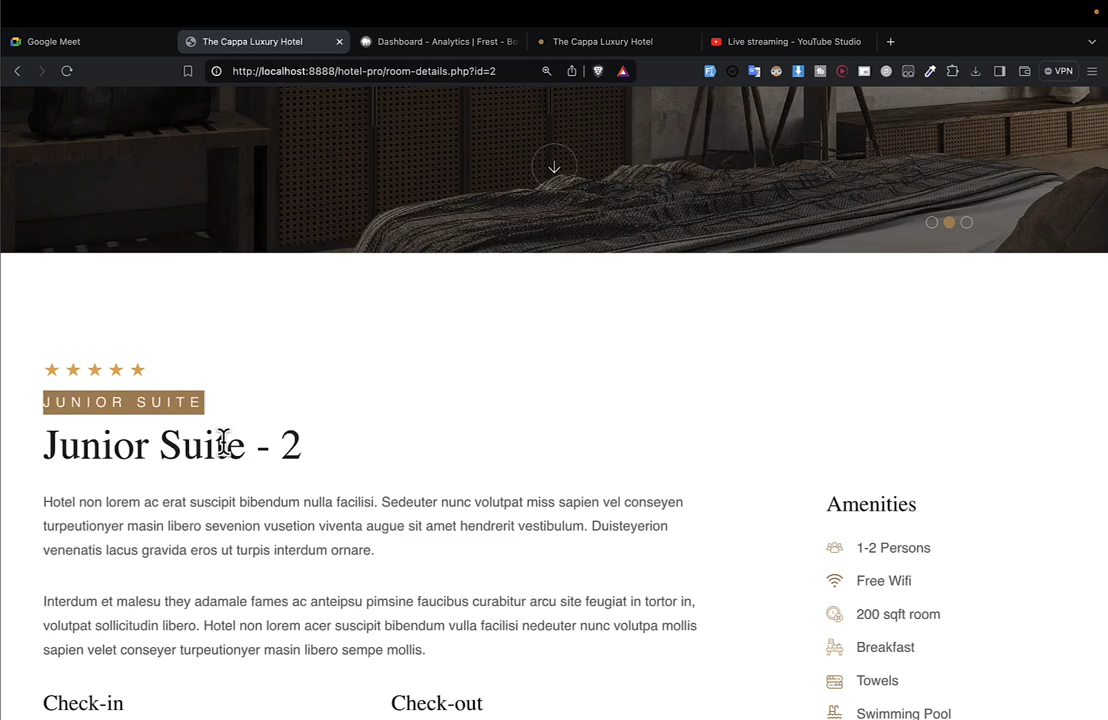 Google Meet
The Cappa Luxury Hotel
Dashboard - Analytics | Frest - Bo
The Cappa Luxury Hotel
Live streaming - YouTube Studio
http://localhost:8888/hotel-pro/room-details.php?id=2
VPN
JUNIOR SUITE
Junior Suite - 2
Hotel non lorem ac erat suscipit bibendum nulla facilisi. Sedeuter nunc volutpat miss sapien vel conseyen
turpeutionyer masin libero sevenion vusetion viventa augue sit amet hendrerit vestibulum. Duisteyerion
venenatis lacus gravida eros ut turpis interdum ornare.
Interdum et malesu they adamale fames ac anteipsu pimsine faucibus curabitur arcu site feugiat in tortor in,
volutpat sollicitudin libero. Hotel non lorem acer suscipit bibendum vulla facilisi nedeuter nunc volutpa mollis
sapien velet conseyer turpeutionyer masin libero sempe mollis.
Check-in
Check-out
Amenities
1-2 Persons
Free Wifi
200 sqft room
Breakfast
Towels
Swimming Pool